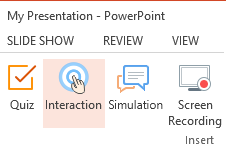 My Presentation - PowerPoint
SLIDE SHOW REVIEW VIEW
Quiz Interaction Simulation Screen
Recording
Insert